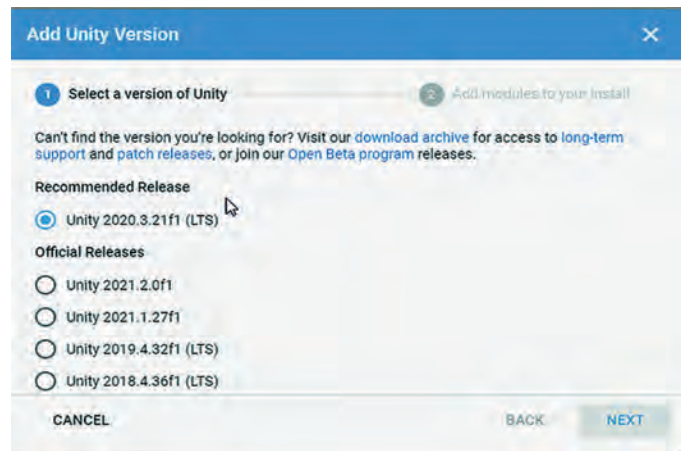 Add Unity Version
1 Select a version of Unity
2 Add modules to your install
Can't find the version you're looking for? Visit our download archive for access to long-term
support and patch releases, or join our Open Beta program releases.
Recommended Release
Unity 2020.3.21f1 (LTS)
Official Releases
Unity 2021.2.0f1
Unity 2021.1.27f1
Unity 2019.4.32f1 (LTS)
Unity 2018.4.36f1 (LTS)
CANCEL BACK NEXT